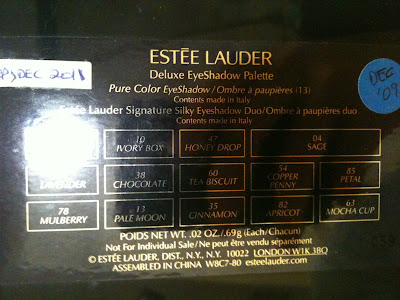 ESTĒE LAUDER
Deluxe EyeShadow Palette
Pure Color EyeShadow/Ombre à paupières (13)
Contents made in Italy
Estée Lauder Signature Silky Eyeshadow Duo/Ombre à paupières duo
Contents made in Italy
DEC 2011
DEC '09
10 IVORY BOX
47 HONEY DROP
04 SAGE
LAVENDER
38 CHOCOLATE
60 TEA BISCUIT
54 COPPER PENNY
85 PETAL
78 MULBERRY
13 PALE MOON
35 CINNAMON
82 APRICOT
63 MOCHA CUP
POIDS NET WT. .02 OZ./.69g (Each/Chacun)
Not For Individual Sale/Ne peut être vendu séparément
© ESTÉE LAUDER, DIST., N.Y., N.Y. 10022 LONDON W1K 3BQ
ASSEMBLED IN CHINA W8C7-80 esteelauder.com